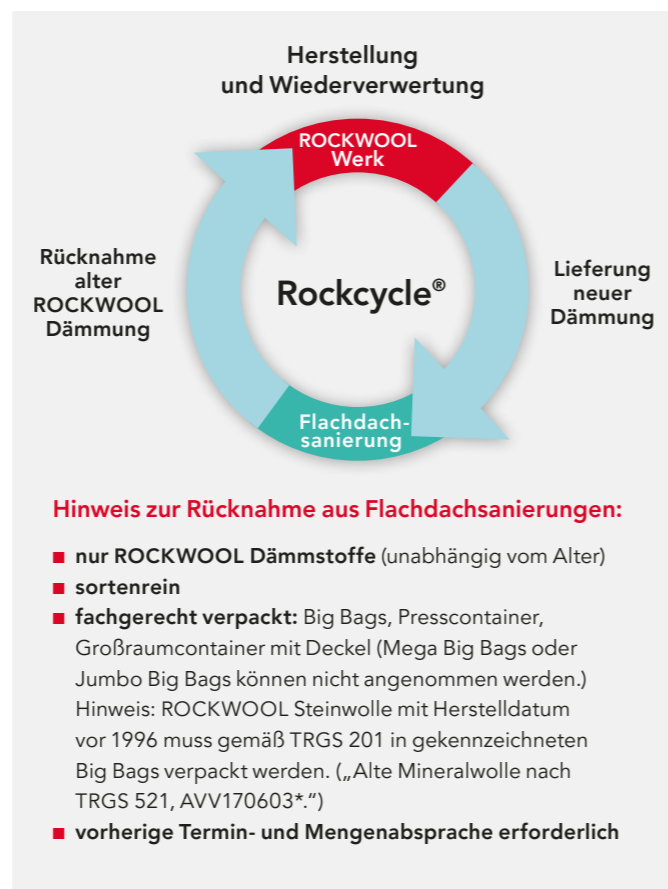 Herstellung
und Wiederverwertung
ROCKWOOL
Werk
Rücknahme
alter
ROCKWOOL
Dämmung
Rockcycle®
Lieferung
neuer
Dämmung
Flachdach-
sanierung
Hinweis zur Rücknahme aus Flachdachsanierungen:
■ nur ROCKWOOL Dämmstoffe (unabhängig vom Alter)
■ sortenrein
■ fachgerecht verpackt: Big Bags, Presscontainer,
Großraumcontainer mit Deckel (Mega Big Bags oder
Jumbo Big Bags können nicht angenommen werden.)
Hinweis: ROCKWOOL Steinwolle mit Herstelldatum
vor 1996 muss gemäß TRGS 201 in gekennzeichneten
Big Bags verpackt werden. („Alte Mineralwolle nach
TRGS 521, AVV170603*.“)
■ vorherige Termin- und Mengenabsprache erforderlich